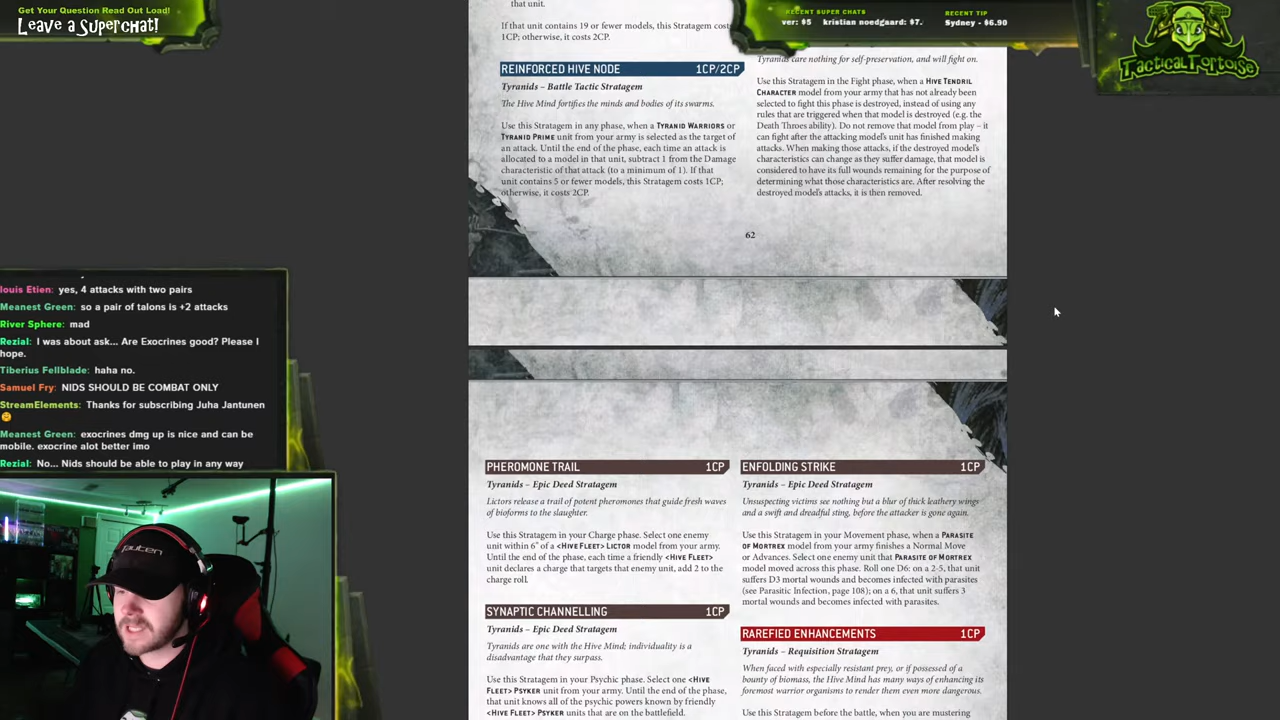 Get Your Question Read Out Loud!
Leave a Superchat!
RECENT SUPER CHATS
ver: $5 kristian noedgaard: $7.
RECENT TIP
Sydney - $6.90
TacticalTortoise
that unit.
If that unit contains 19 or fewer models, this Stratagem costs
1CP; otherwise, it costs 2CP.
REINFORCED HIVE NODE 1CP/2CP
Tyranids – Battle Tactic Stratagem
The Hive Mind fortifies the minds and bodies of its swarms.
Use this Stratagem in any phase, when a TYRANID WARRIORS or
TYRANID PRIME unit from your army is selected as the target of
an attack. Until the end of the phase, each time an attack is
allocated to a model in that unit, subtract 1 from the Damage
characteristic of that attack (to a minimum of 1). If that
unit contains 5 or fewer models, this Stratagem costs 1CP;
otherwise, it costs 2CP.
Tyranids care nothing for self-preservation, and will fight on.
Use this Stratagem in the Fight phase, when a HIVE TENDRIL
CHARACTER model from your army that has not already been
selected to fight this phase is destroyed, instead of using any
rules that are triggered when that model is destroyed (e.g. the
Death Throes ability). Do not remove that model from play – it
can fight after the attacking model's unit has finished making
attacks. When making those attacks, if the destroyed model's
characteristics can change as they suffer damage, that model is
considered to have its full wounds remaining for the purpose of
determining what those characteristics are. After resolving the
destroyed model's attacks, it is then removed.
62
louis Etien: yes, 4 attacks with two pairs
Meanest Green: so a pair of talons is +2 attacks
River Sphere: mad
Rezial: I was about ask... Are Exocrines good? Please I
hope.
Tiberius Fellblade: haha no.
Samuel Fry: NIDS SHOULD BE COMBAT ONLY
StreamElements: Thanks for subscribing Juha Jantunen
Meanest Green: exocrines dmg up is nice and can be
mobile. exocrine alot better imo
Rezial: No... Nids should be able to play in any way
PHEROMONE TRAIL 1CP
Tyranids – Epic Deed Stratagem
Lictors release a trail of potent pheromones that guide fresh waves
of bioforms to the slaughter.
Use this Stratagem in your Charge phase. Select one enemy
unit within 6" of a <HIVE FLEET> LICTOR model from your army.
Until the end of the phase, each time a friendly <HIVE FLEET>
unit declares a charge that targets that enemy unit, add 2 to the
charge roll.
SYNAPTIC CHANNELLING 1CP
Tyranids – Epic Deed Stratagem
Tyranids are one with the Hive Mind; individuality is a
disadvantage that they surpass.
Use this Stratagem in your Psychic phase. Select one <HIVE
FLEET> PSYKER unit from your army. Until the end of the phase,
that unit knows all of the psychic powers known by friendly
<HIVE FLEET> PSYKER units that are on the battlefield.
ENFOLDING STRIKE 1CP
Tyranids – Epic Deed Stratagem
Unsuspecting victims see nothing but a blur of thick leathery wings
and a swift and dreadful sting, before the attacker is gone again.
Use this Stratagem in your Movement phase, when a PARASITE
OF MORTREX model from your army finishes a Normal Move
or Advances. Select one enemy unit that PARASITE OF MORTREX
model moved across this phase. Roll one D6: on a 2-5, that unit
suffers D3 mortal wounds and becomes infected with parasites
(see Parasitic Infection, page 108); on a 6, that unit suffers 3
mortal wounds and becomes infected with parasites.
RAREFIED ENHANCEMENTS 1CP
Tyranids – Requisition Stratagem
When faced with especially resistant prey, or if possessed of a
bounty of biomass, the Hive Mind has many ways of enhancing its
foremost warrior organisms to render them even more dangerous.
Use this Stratagem before the battle, when you are mustering